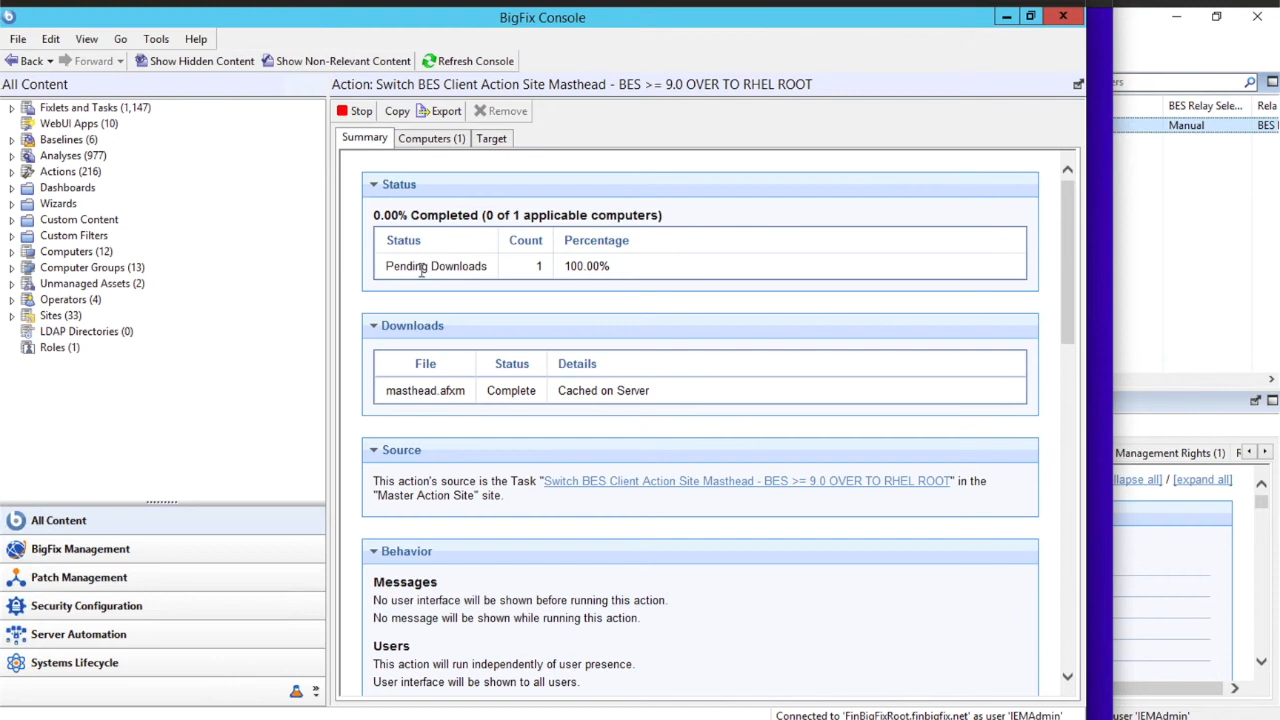 BigFix Console
File Edit View Go Tools Help
Back Forward Show Hidden Content Show Non-Relevant Content Refresh Console
All Content
Fixlets and Tasks (1,147)
WebUI Apps (10)
Baselines (6)
Analyses (977)
Actions (216)
Dashboards
Wizards
Custom Content
Custom Filters
Computers (12)
Computer Groups (13)
Unmanaged Assets (2)
Operators (4)
Sites (33)
LDAP Directories (0)
Roles (1)
All Content
BigFix Management
Patch Management
Security Configuration
Server Automation
Systems Lifecycle
Action: Switch BES Client Action Site Masthead - BES >= 9.0 OVER TO RHEL ROOT
Stop Copy Export Remove
Summary Computers (1) Target
Status
0.00% Completed (0 of 1 applicable computers)
Status Count Percentage
Pending Downloads 1 100.00%
Downloads
File Status Details
masthead.afxm Complete Cached on Server
Source
This action's source is the Task "Switch BES Client Action Site Masthead - BES >= 9.0 OVER TO RHEL ROOT" in the
"Master Action Site" site.
Behavior
Messages
No user interface will be shown before running this action.
No message will be shown while running this action.
Users
This action will run independently of user presence.
User interface will be shown to all users.
Connected to 'FinBigFixRoot.finbigfix.net' as user 'IEMAdmin'
ers
BES Relay Sele... Rela
Manual BES
Management Rights (1)
llapse all] / [expand all]
user 'IEMAdmin'